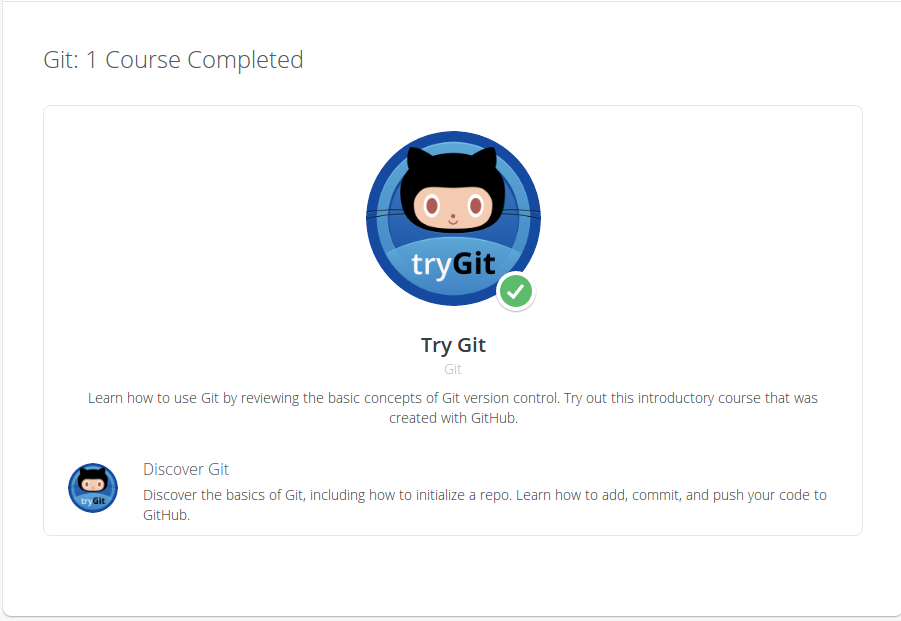 Git: 1 Course Completed
tryGit
Try Git
Git
Learn how to use Git by reviewing the basic concepts of Git version control. Try out this introductory course that was
created with GitHub.
Discover Git
tryGit
Discover the basics of Git, including how to initialize a repo. Learn how to add, commit, and push your code to
GitHub.